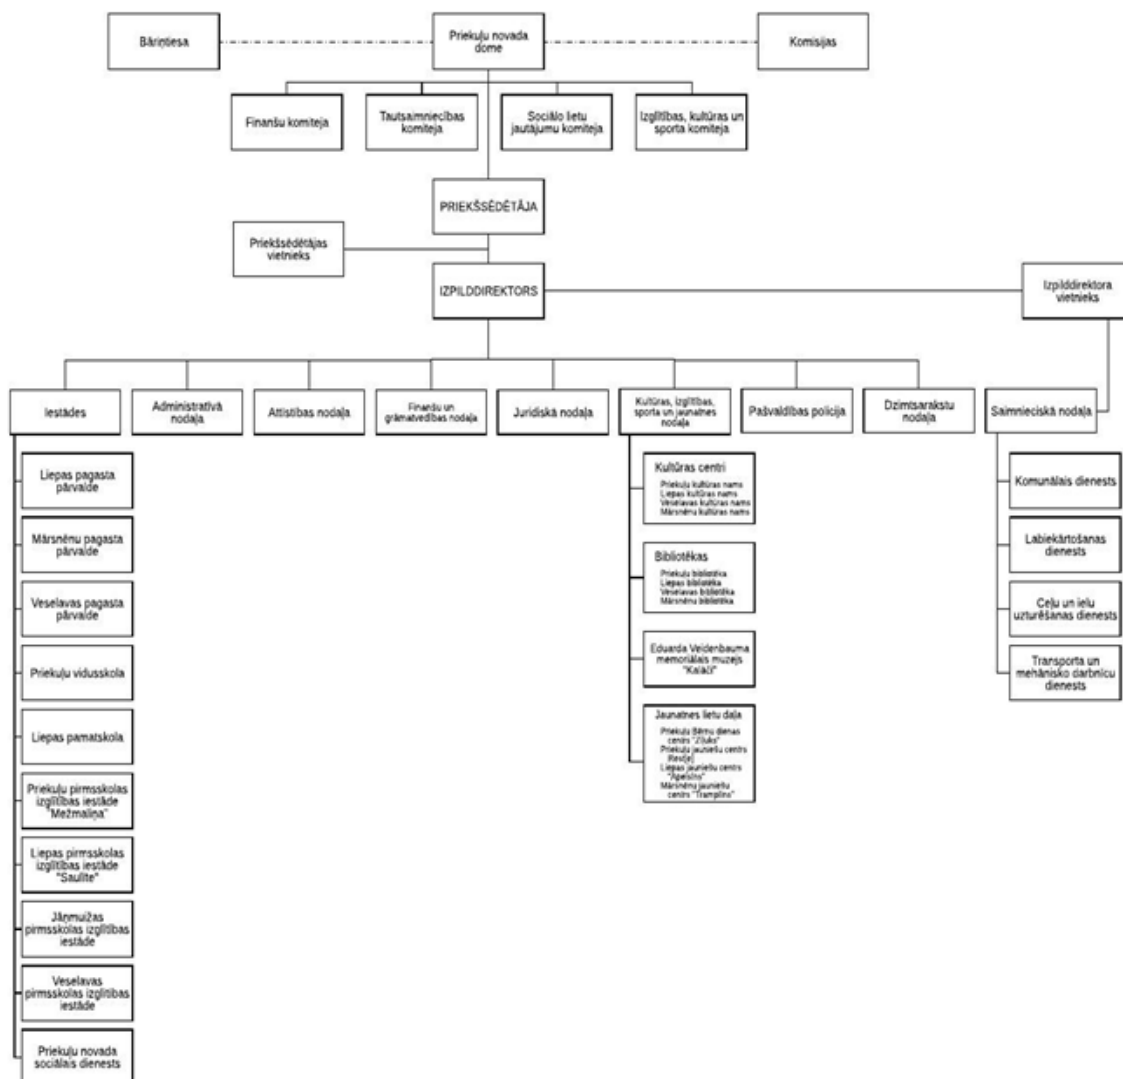 Bāriņtiesa
Priekuļu novada
dome
Komisijas
Finanšu komiteja
Tautsaimniecības
komiteja
Sociālo lietu
jautājumu komiteja
Izglītības, kultūras un
sporta komiteja
PRIEKŠSĒDĒTĀJA
Priekšsēdētājas
vietnieks
IZPILDDIREKTORS
Izpilddirektora
vietnieks
Iestādes
Administratīvā
nodaļa
Attīstības nodaļa
Finanšu un
grāmatvedības nodaļa
Juridiskā nodaļa
Kultūras, izglītības,
sporta un jaunatnes
nodaļa
Pašvaldības policija
Dzimtsarakstu
nodaļa
Saimnieciskā nodaļa
Liepas pagasta
pārvalde
Mārsnēnu pagasta
pārvalde
Veselavas pagasta
pārvalde
Priekuļu vidusskola
Liepas pamatskola
Priekuļu pirmsskolas
izglītības iestāde
"Mežmaliņa"
Liepas pirmsskolas
izglītības iestāde
"Saulīte"
Jāņmuižas
pirmsskolas izglītības
iestāde
Veselavas
pirmsskolas izglītības
iestāde
Priekuļu novada
sociālais dienests
Kultūras centri
Priekuļu kultūras nams
Liepas kultūras nams
Veselavas kultūras nams
Mārsnēnu kultūras nams
Bibliotēkas
Priekuļu bibliotēka
Liepas bibliotēka
Veselavas bibliotēka
Mārsnēnu bibliotēka
Eduarda Veidenbauma
memoriālais muzejs
"Kalāči"
Jaunatnes lietu daļa
Priekuļu Bērnu dienas
centrs "Zīļuks"
Priekuļu jauniešu centrs
Liepas jauniešu centrs
"Apelsīns"
Mārsnēnu jauniešu
centrs "Tramplīns"
Komunālais dienests
Labiekārtošanas
dienests
Ceļu un ielu
uzturēšanas dienests
Transporta un
mehānisko darbnīcu
dienests